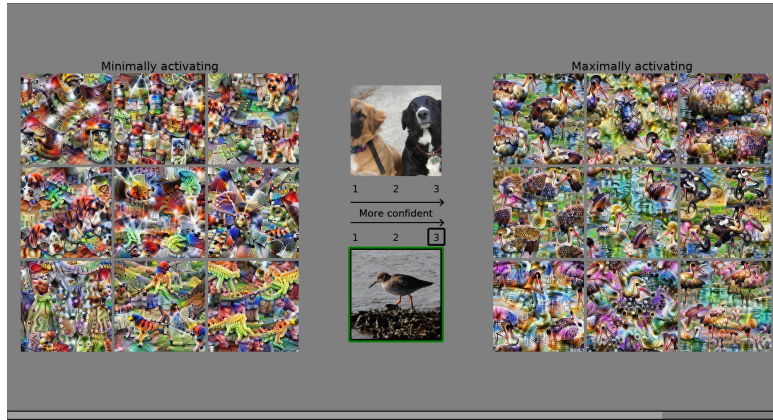 Minimally activating
Maximally activating
1 2 3
More confident
1 2 3